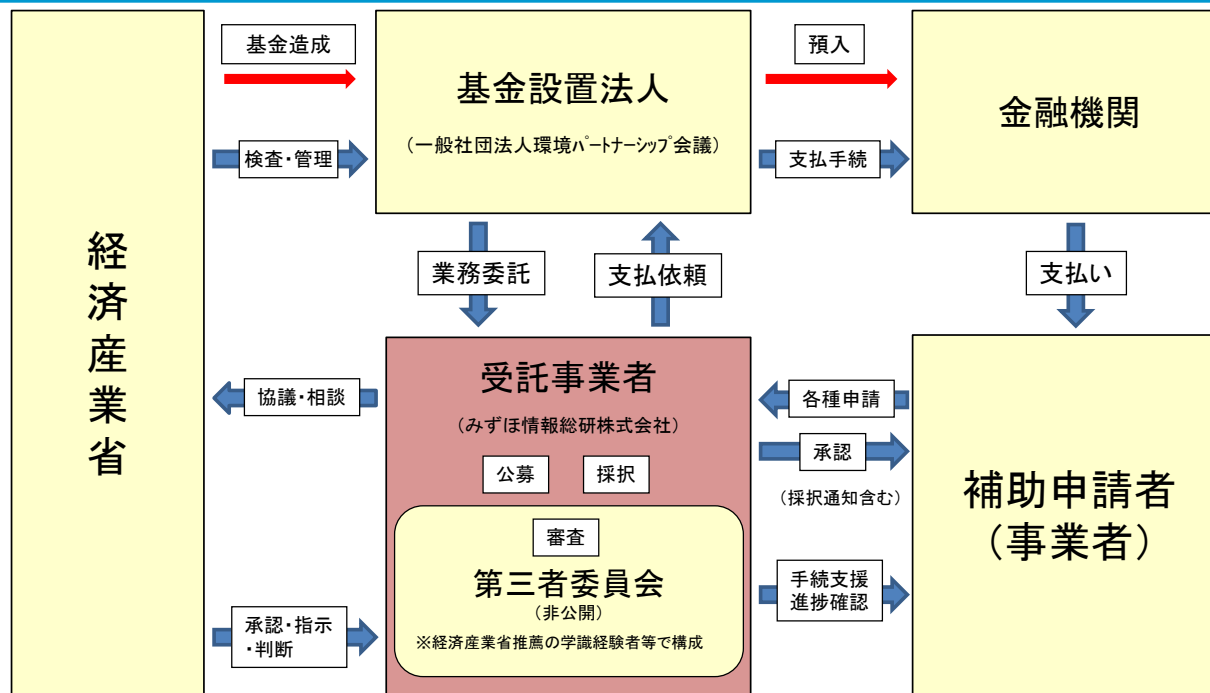 経済産業省
基金造成
検査・管理
基金設置法人
(一般社団法人環境ﾊﾟｰトナーシップ会議)
預入
支払手続
金融機関
業務委託
支払依頼
支払い
協議・相談
受託事業者
(みずほ情報総研株式会社)
公募
採択
審査
第三者委員会
(非公開)
※経済産業省推薦の学識経験者等で構成
承認・指示
・判断
各種申請
承認
(採択通知含む)
手続支援
進捗確認
補助申請者
(事業者)